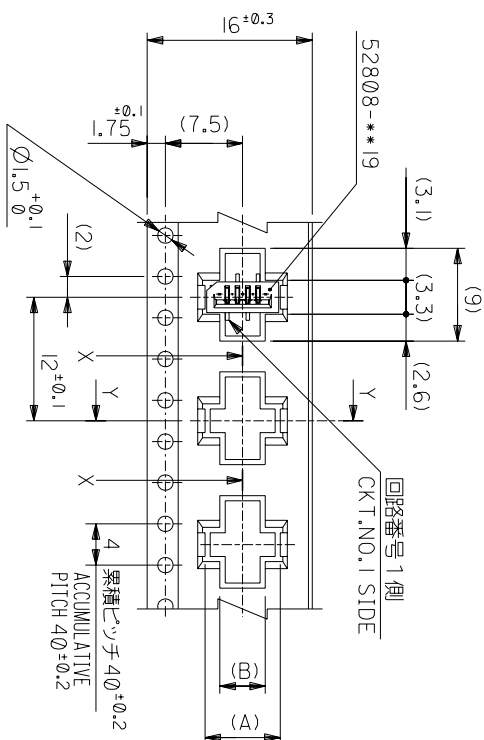 16±0.3
(7.5)
1.75±0.1
52808-**19
Ø1.5 +0.1 0
(2)
12±0.1
(3.1)
(9)
(3.3)
(2.6)
X
Y
Y
X
回路番号1側
CKT.NO.1 SIDE
4
累積ピッチ 40±0.2
ACCUMULATIVE
PITCH 40±0.2
(B)
(A)